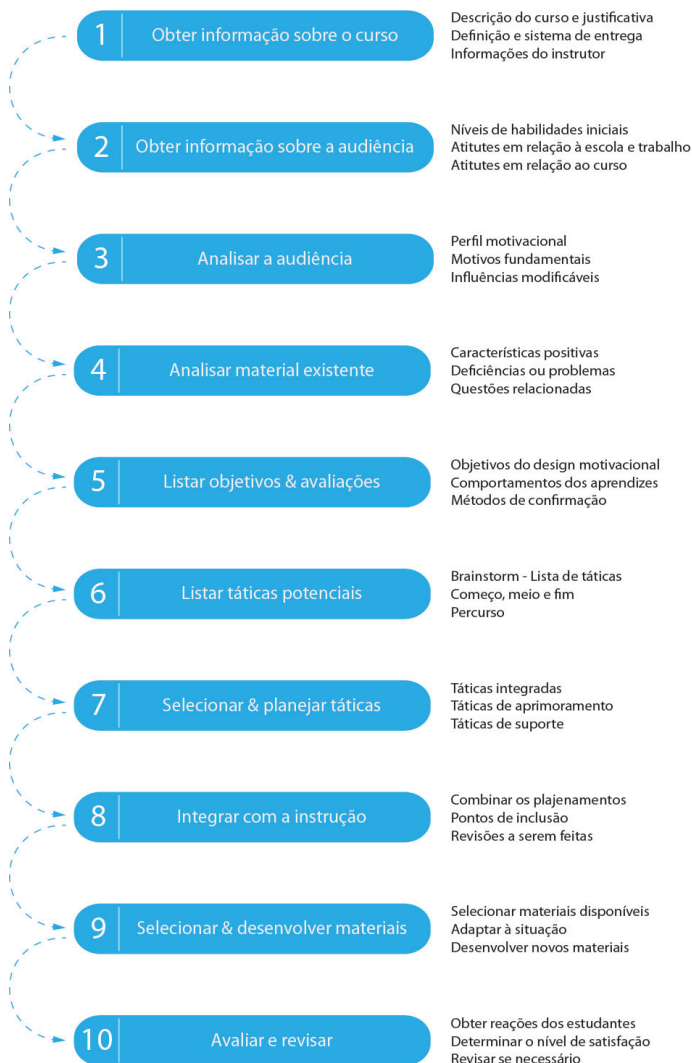 1 Obter informação sobre o curso
Descrição do curso e justificativa
Definição e sistema de entrega
Informações do instrutor
2 Obter informação sobre a audiência
Níveis de habilidades iniciais
Atitutes em relação à escola e trabalho
Atitutes em relação ao curso
3 Analisar a audiência
Perfil motivacional
Motivos fundamentais
Influências modificáveis
4 Analisar material existente
Características positivas
Deficiências ou problemas
Questões relacionadas
5 Listar objetivos & avaliações
Objetivos do design motivacional
Comportamentos dos aprendizes
Métodos de confirmação
6 Listar táticas potenciais
Brainstorm - Lista de táticas
Começo, meio e fim
Percurso
7 Selecionar & planejar táticas
Táticas integradas
Táticas de aprimoramento
Táticas de suporte
8 Integrar com a instrução
Combinar os plajenamentos
Pontos de inclusão
Revisões a serem feitas
9 Selecionar & desenvolver materiais
Selecionar materiais disponíveis
Adaptar à situação
Desenvolver novos materiais
10 Avaliar e revisar
Obter reações dos estudantes
Determinar o nível de satisfação
Revisar se necessário